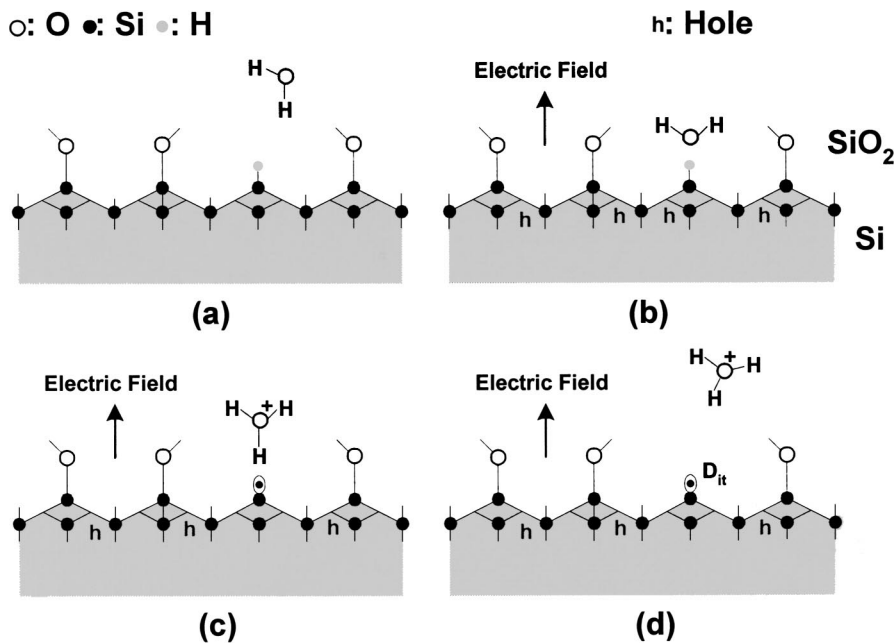 O: O ●: Si ●: H
h: Hole
H
H
(a)
Electric Field
H H
SiO2
h h h h
Si
(b)
Electric Field
H + H
H
h h h
(c)
Electric Field
H + H
H
Dit
h h h
(d)